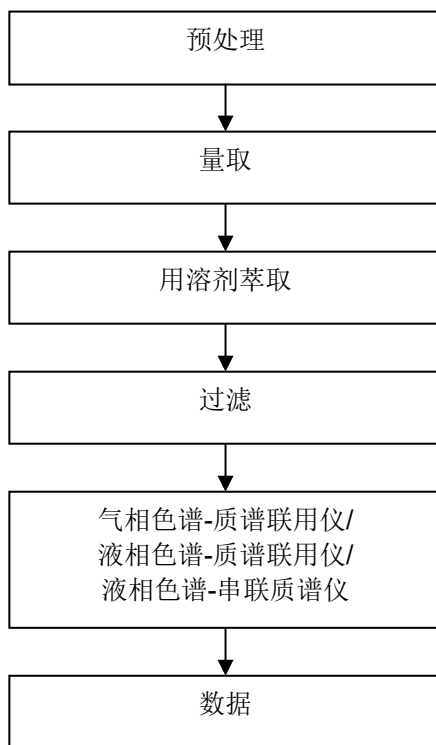 预处理
量取
用溶剂萃取
过滤
气相色谱-质谱联用仪/
液相色谱-质谱联用仪/
液相色谱-串联质谱仪
数据